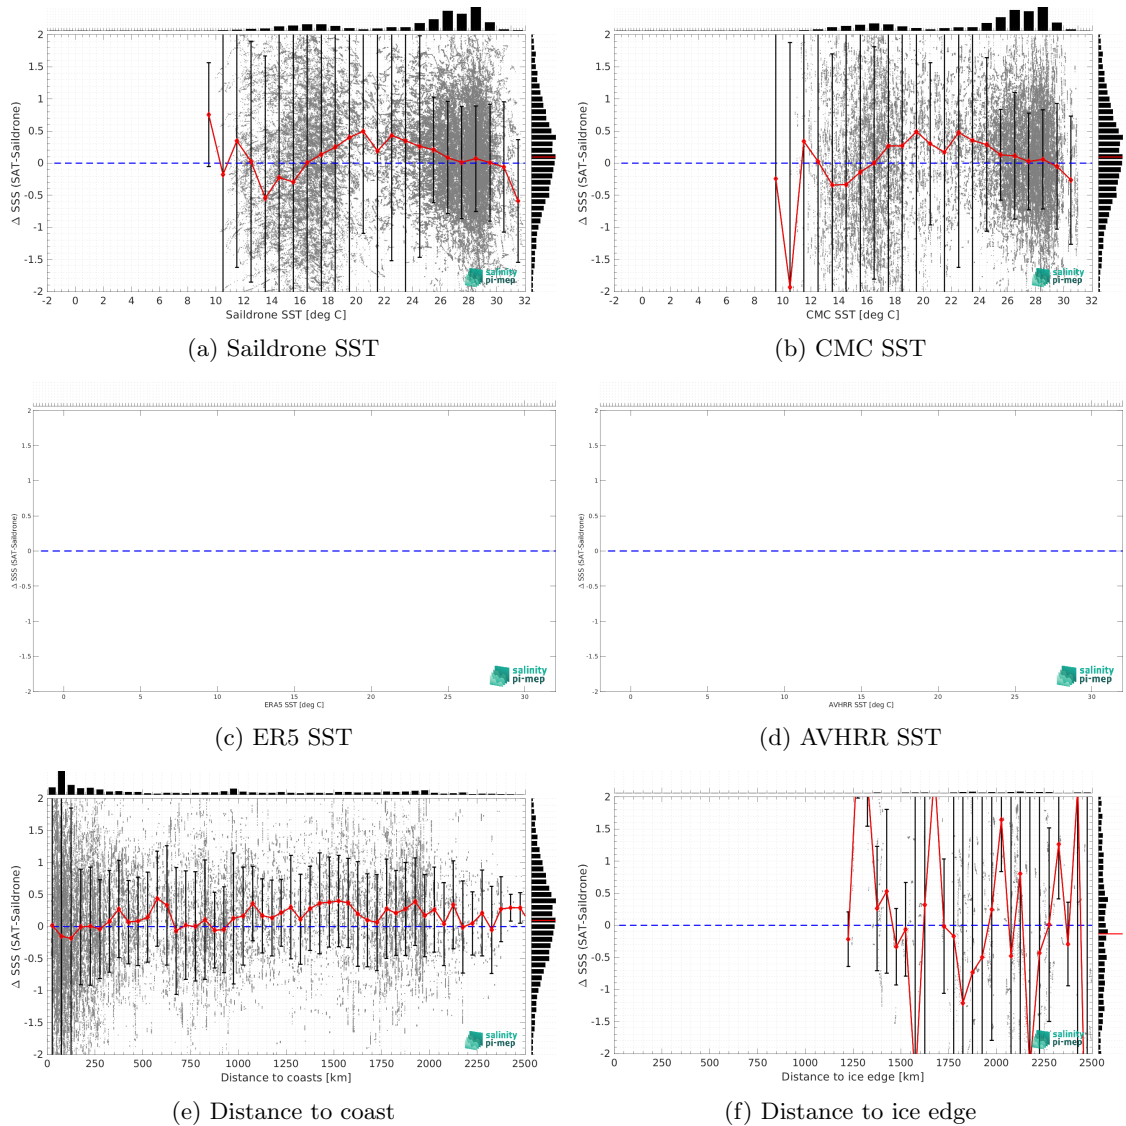 2
1.5
1
0.5
0
-0.5
-1
-1.5
-2
Δ SSS (SAT-Saildrone)
-2 0 2 4 6 8 10 12 14 16 18 20 22 24 26 28 30 32
Saildrone SST [deg C]
salinity
pi-mep
(a) Saildrone SST
2
1.5
1
0.5
0
-0.5
-1
-1.5
-2
Δ SSS (SAT-Saildrone)
-2 0 2 4 6 8 10 12 14 16 18 20 22 24 26 28 30 32
CMC SST [deg C]
salinity
pi-mep
(b) CMC SST
2
1.5
1
0.5
0
-0.5
-1
-1.5
-2
Δ SSS (SAT-Saildrone)
0 5 10 15 20 25 30
ERA5 SST [deg C]
salinity
pi-mep
(c) ER5 SST
2
1.5
1
0.5
0
-0.5
-1
-1.5
-2
Δ SSS (SAT-Saildrone)
0 5 10 15 20 25 30
AVHRR SST [deg C]
salinity
pi-mep
(d) AVHRR SST
2
1.5
1
0.5
0
-0.5
-1
-1.5
-2
Δ SSS (SAT-Saildrone)
0 250 500 750 1000 1250 1500 1750 2000 2250 2500
Distance to coasts [km]
salinity
pi-mep
(e) Distance to coast
2
1.5
1
0.5
0
-0.5
-1
-1.5
-2
Δ SSS (SAT-Saildrone)
0 250 500 750 1000 1250 1500 1750 2000 2250 2500
Distance to ice edge [km]
salinity
pi-mep
(f) Distance to ice edge